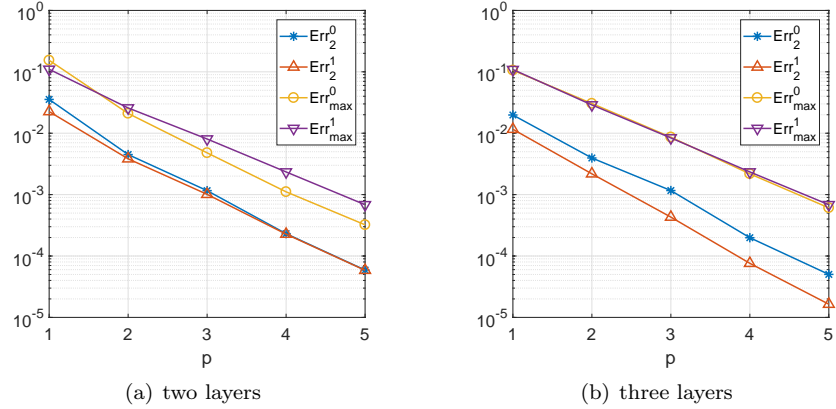 10^0
10^-1
10^-2
10^-3
10^-4
10^-5
1 2 3 4 5
p
Err_2^0
Err_2^1
Err_max^0
Err_max^1
(a) two layers
10^0
10^-1
10^-2
10^-3
10^-4
10^-5
1 2 3 4 5
p
Err_2^0
Err_2^1
Err_max^0
Err_max^1
(b) three layers